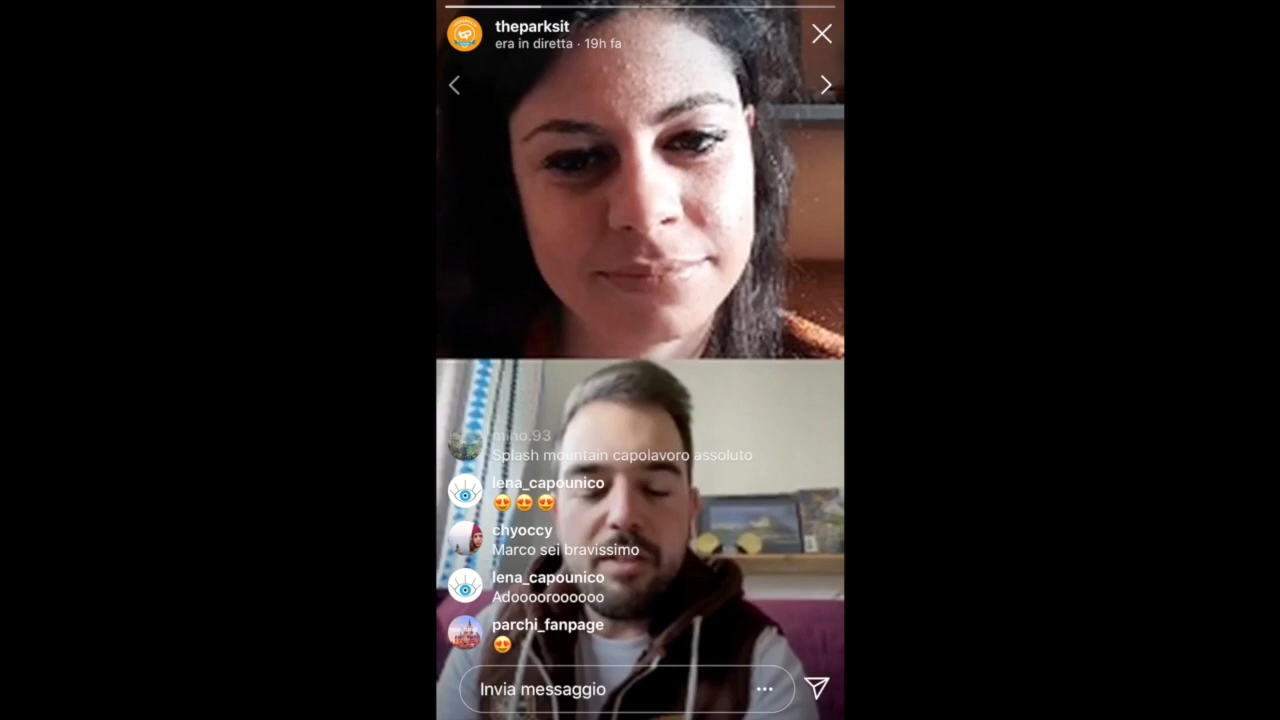 theparksit
era in diretta · 19h fa
mino.93
Splash mountain capolavoro assoluto
lena_capounico
😍😍😍
chyoccy
Marco sei bravissimo
lena_capounico
Adooooroooooo
parchi_fanpage
😍
Invia messaggio